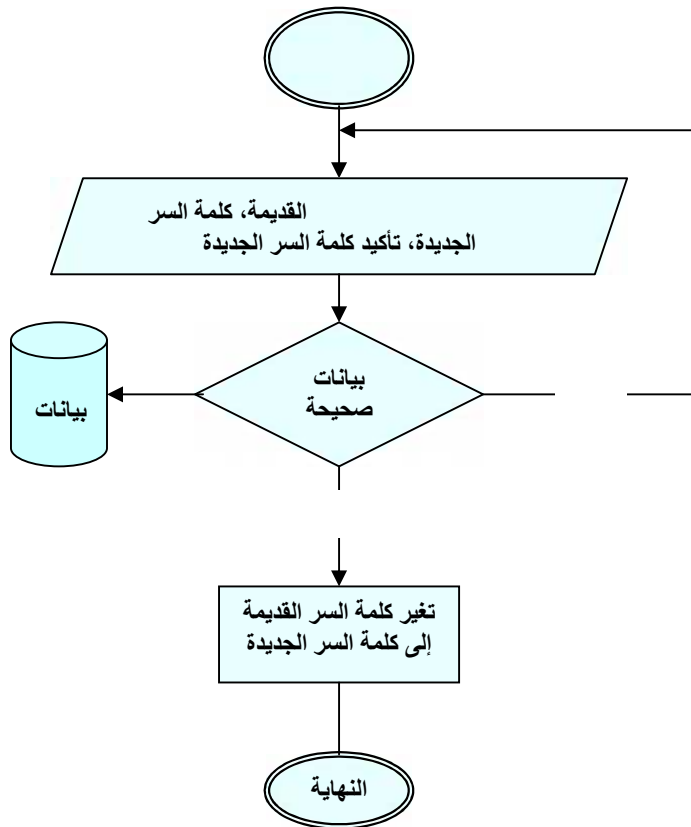 القديمة، كلمة السر
الجديدة، تأكيد كلمة السر الجديدة
بيانات
صحيحة
بيانات
تغير كلمة السر القديمة
إلى كلمة السر الجديدة
النهاية